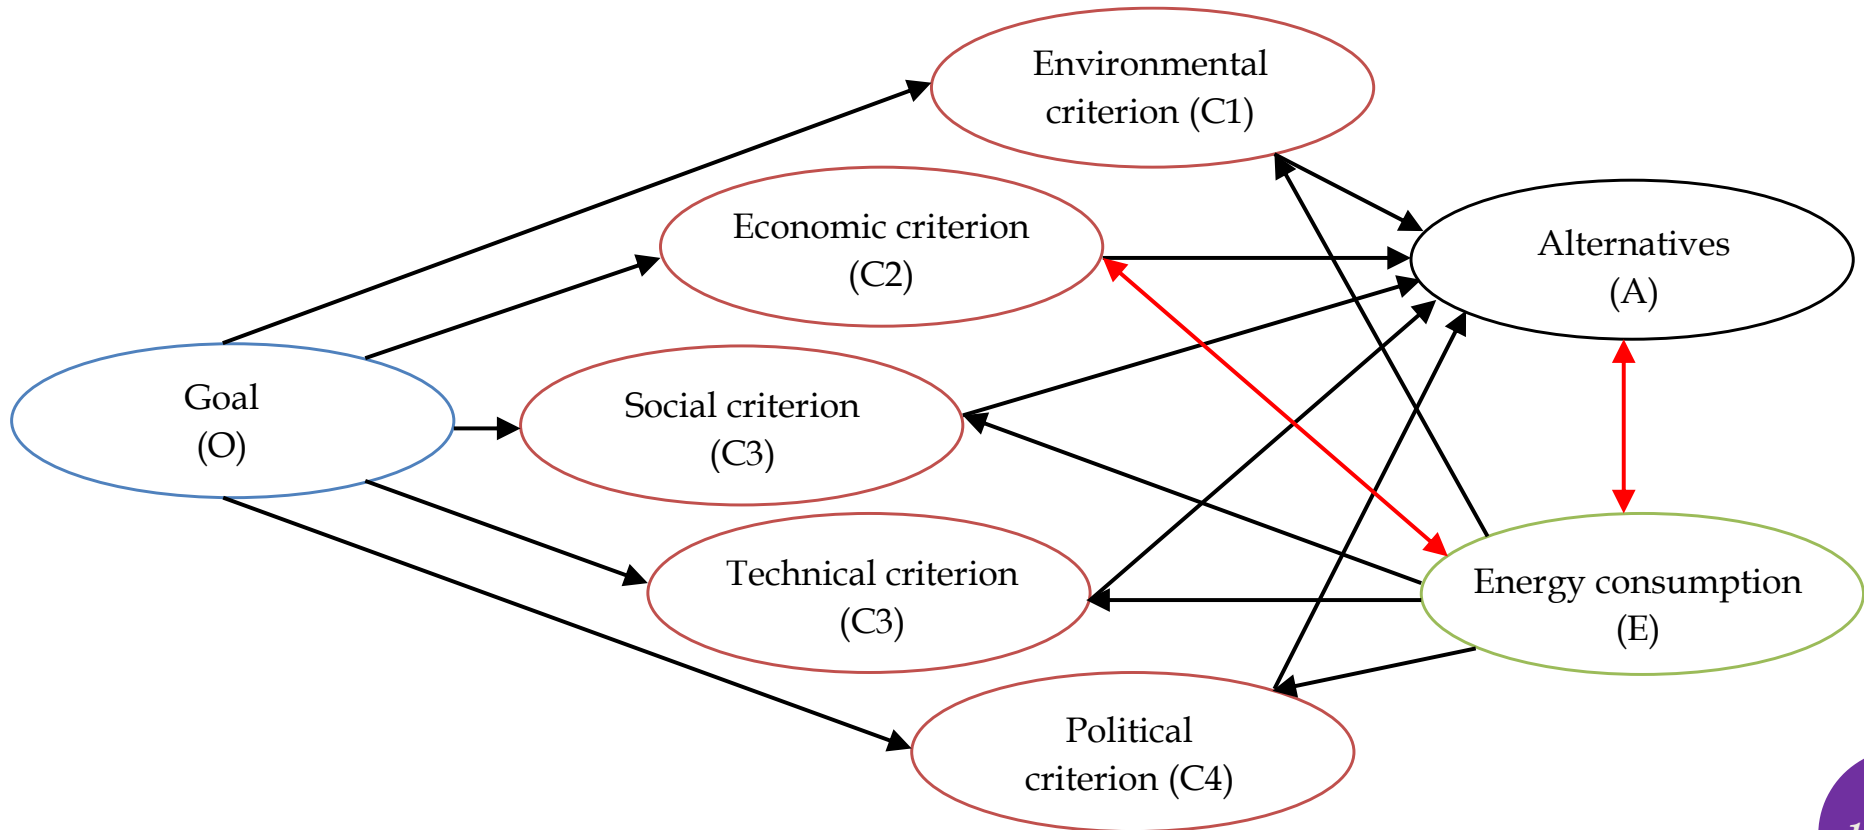 Environmental
criterion (C1)
Economic criterion
(C2)
Alternatives
(A)
Goal
(O)
Social criterion
(C3)
Technical criterion
(C3)
Energy consumption
(E)
Political
criterion (C4)